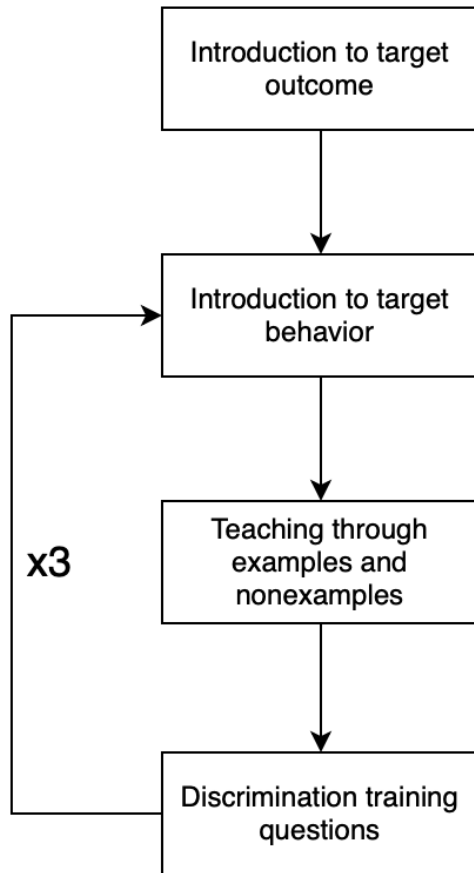 Introduction to target
outcome
Introduction to target
behavior
Teaching through
examples and
nonexamples
x3
Discrimination training
questions